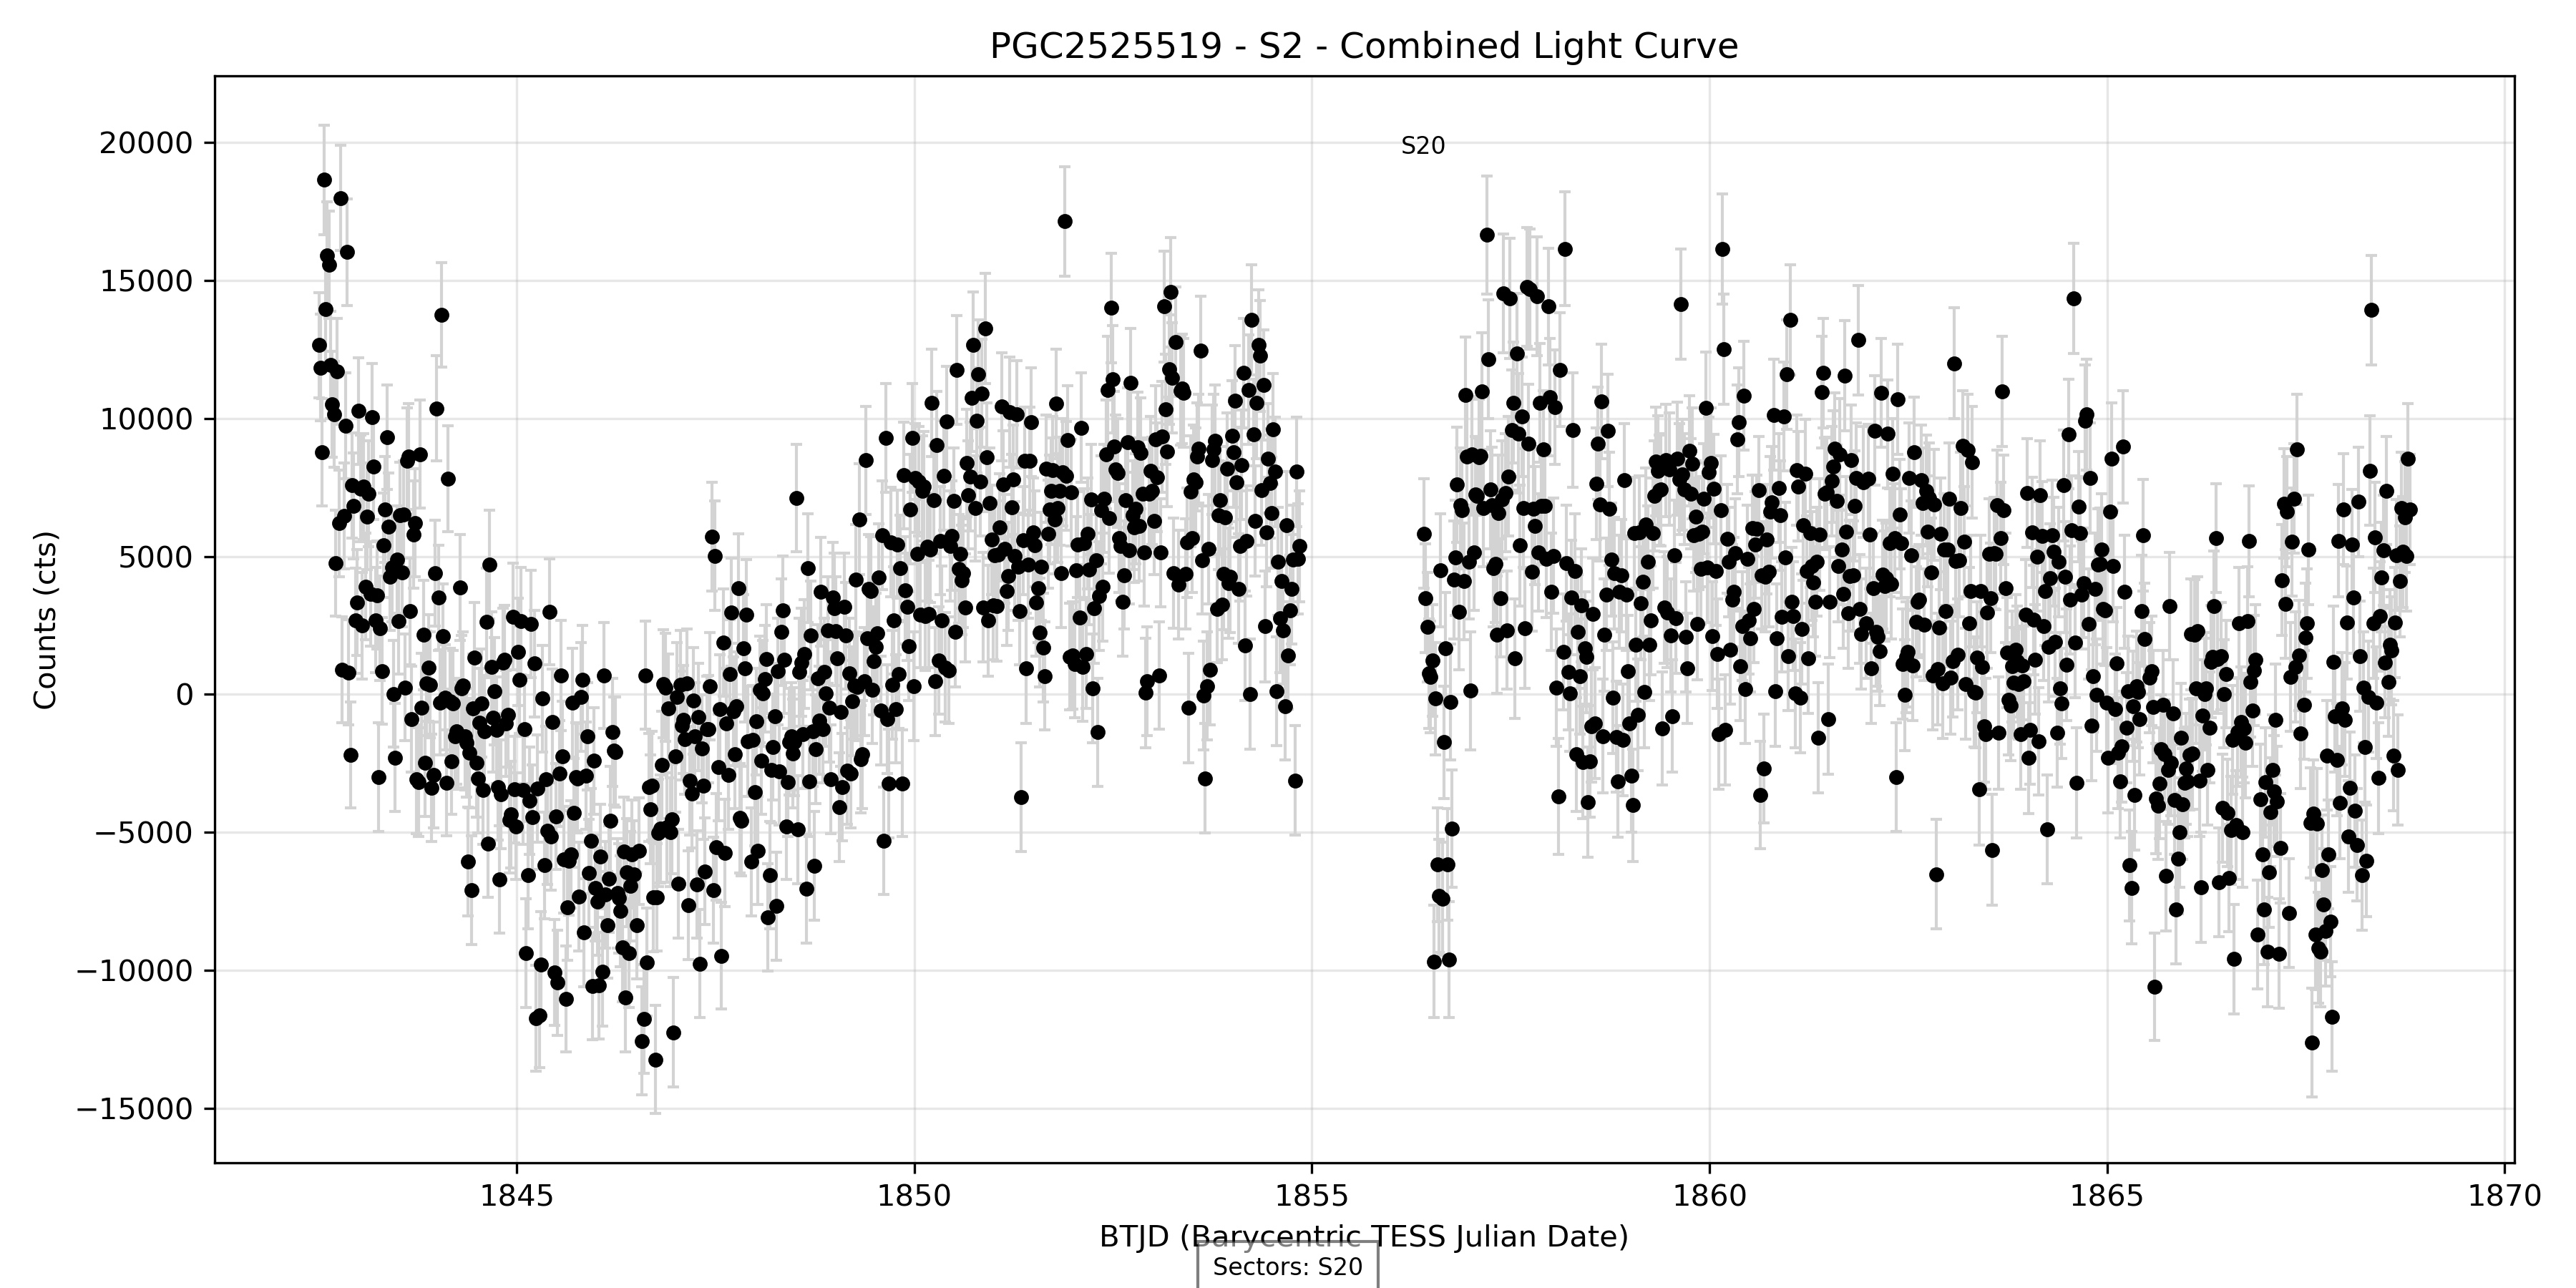 PGC2525519 - S2 - Combined Light Curve
S20
20000
15000
10000
5000
0
−5000
−10000
−15000
Counts (cts)
1845 1850 1855 1860 1865 1870
BTJD (Barycentric TESS Julian Date)
Sectors: S20